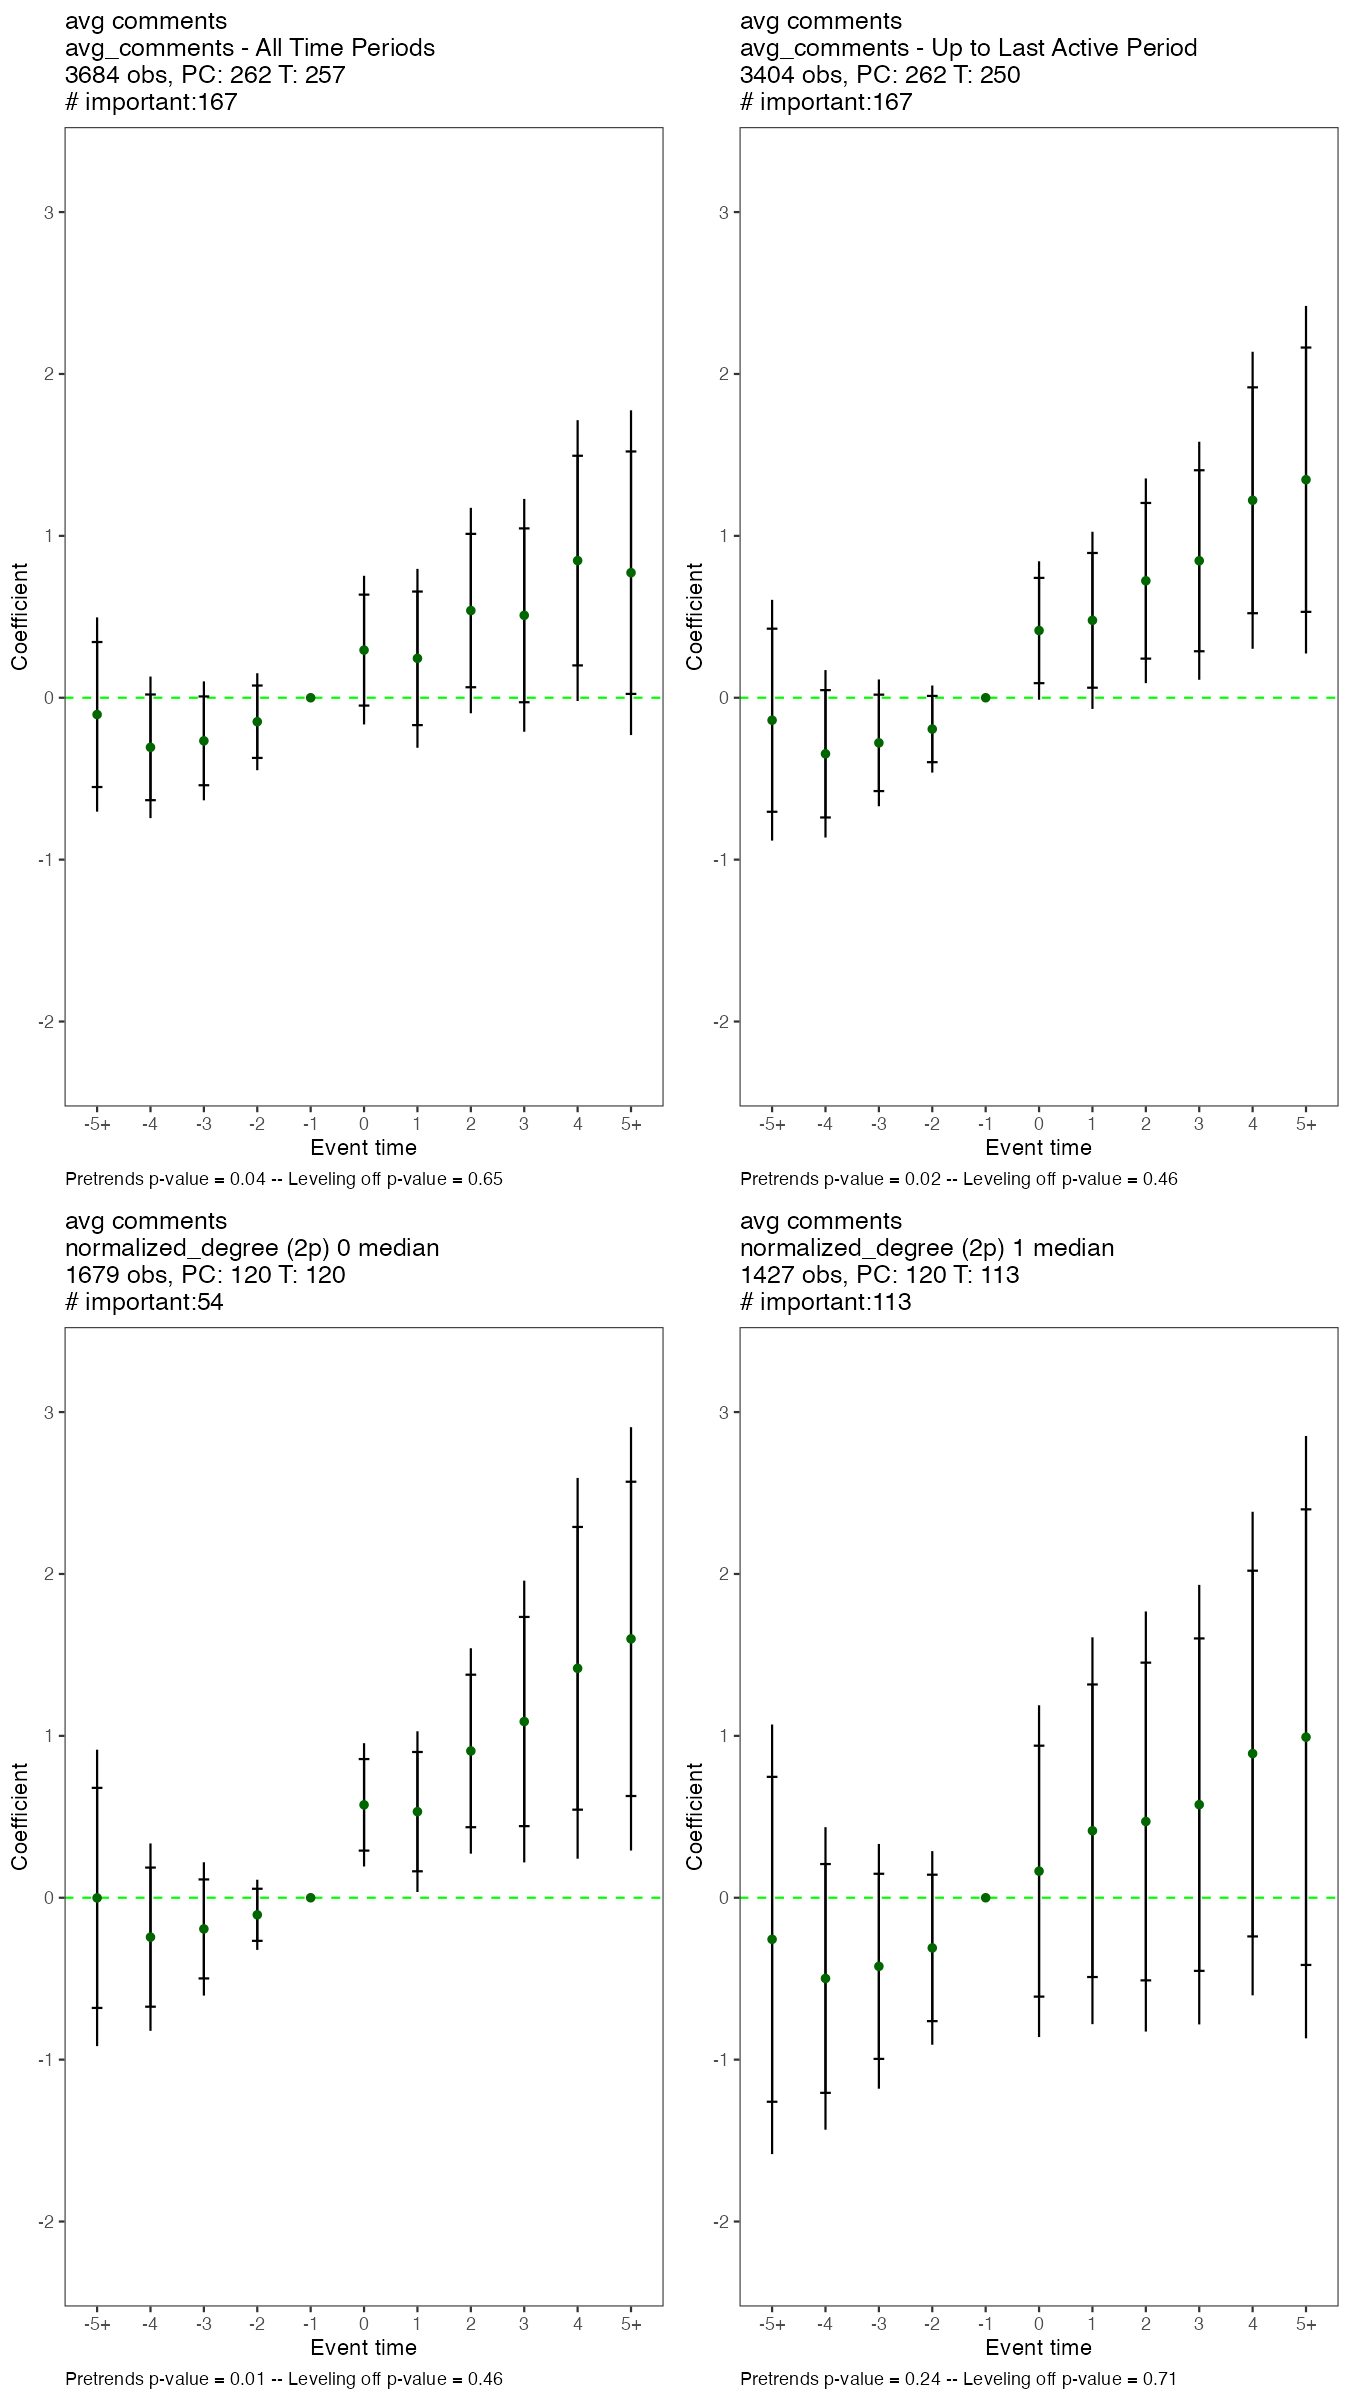 avg comments
avg_comments - All Time Periods
3684 obs, PC: 262 T: 257
# important:167
3
2
1
0
-1
-2
Coefficient
-5+ -4 -3 -2 -1 0 1 2 3 4 5+
Event time
Pretrends p-value = 0.04 -- Leveling off p-value = 0.65
avg comments
avg_comments - Up to Last Active Period
3404 obs, PC: 262 T: 250
# important:167
3
2
1
0
-1
-2
Coefficient
-5+ -4 -3 -2 -1 0 1 2 3 4 5+
Event time
Pretrends p-value = 0.02 -- Leveling off p-value = 0.46
avg comments
normalized_degree (2p) 0 median
1679 obs, PC: 120 T: 120
# important:54
3
2
1
0
-1
-2
Coefficient
-5+ -4 -3 -2 -1 0 1 2 3 4 5+
Event time
Pretrends p-value = 0.01 -- Leveling off p-value = 0.46
avg comments
normalized_degree (2p) 1 median
1427 obs, PC: 120 T: 113
# important:113
3
2
1
0
-1
-2
Coefficient
-5+ -4 -3 -2 -1 0 1 2 3 4 5+
Event time
Pretrends p-value = 0.24 -- Leveling off p-value = 0.71